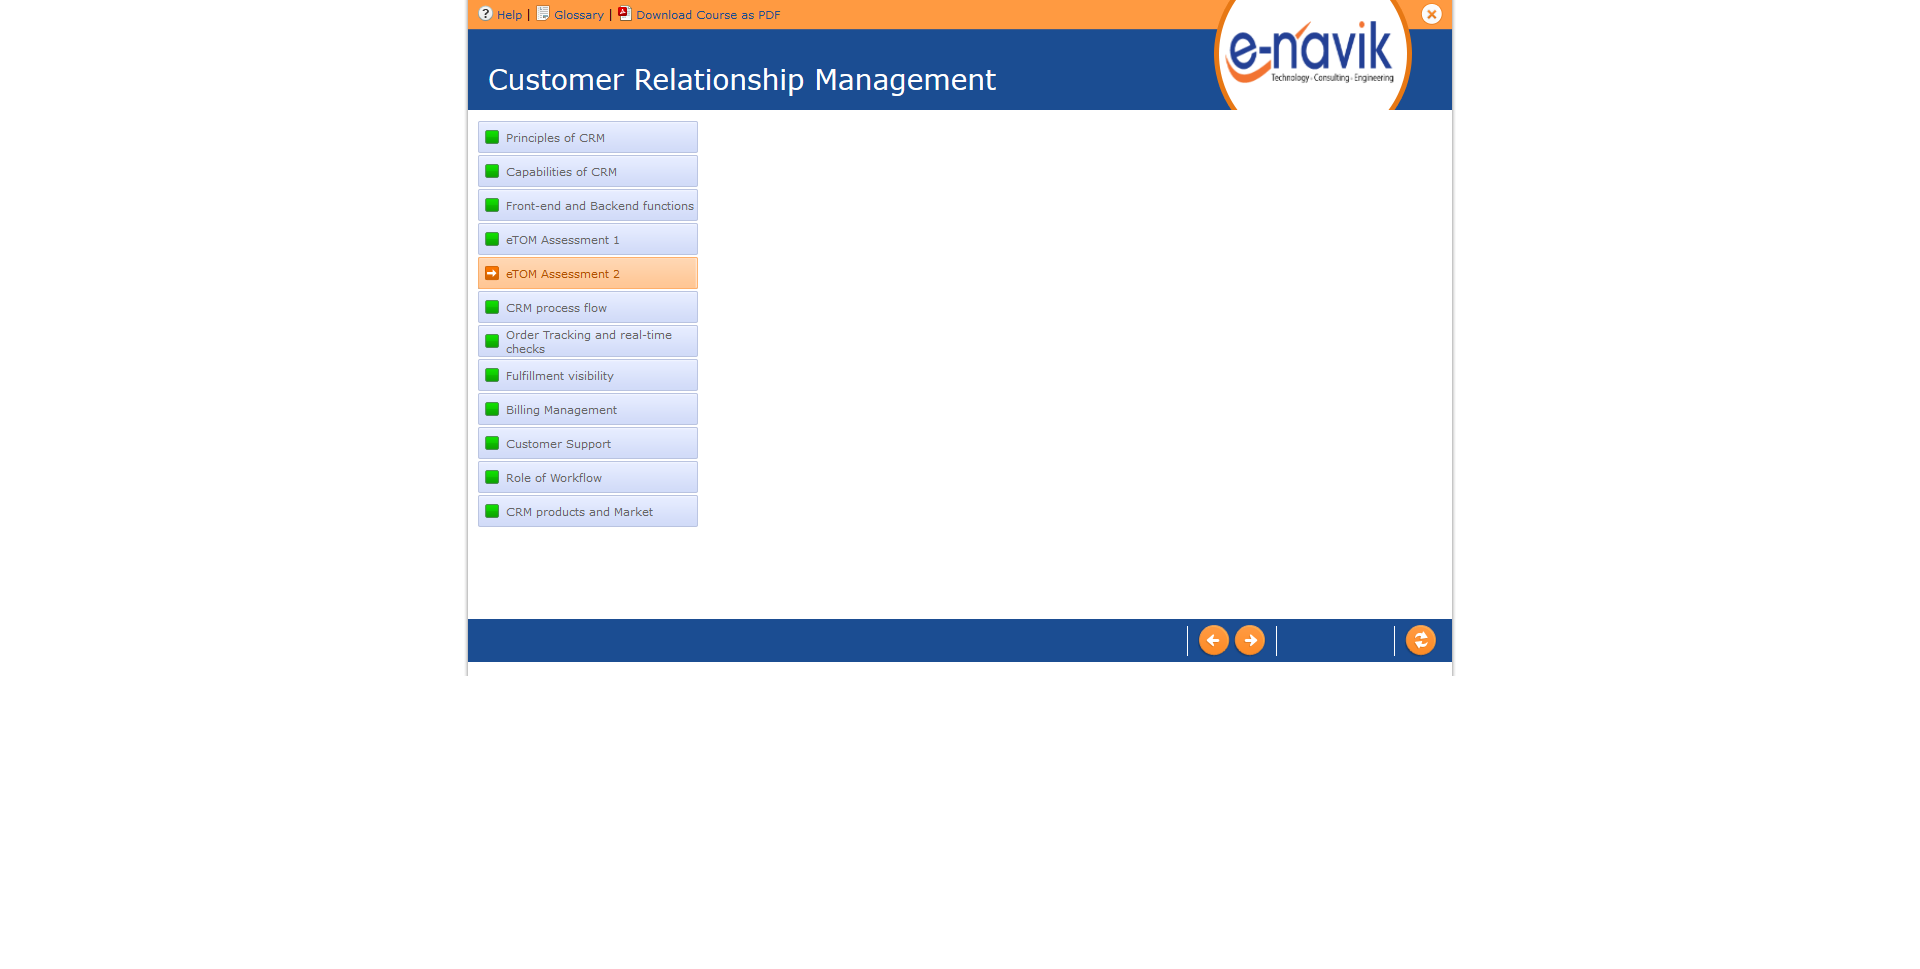 Help | Glossary | Download Course as PDF
e-navik
Technology - Consulting - Engineering
Customer Relationship Management
Principles of CRM
Capabilities of CRM
Front-end and Backend functions
eTOM Assessment 1
eTOM Assessment 2
CRM process flow
Order Tracking and real-time
checks
Fulfillment visibility
Billing Management
Customer Support
Role of Workflow
CRM products and Market